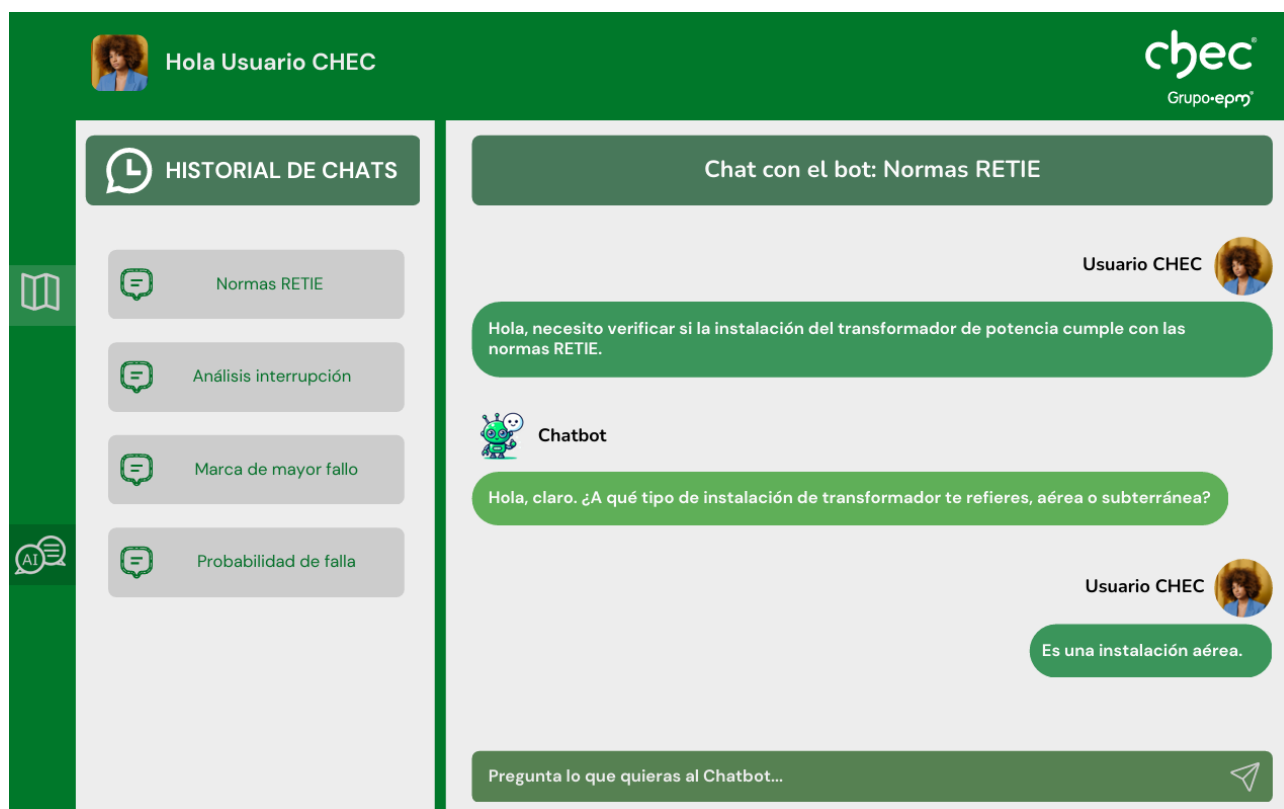 Hola Usuario CHEC
chec
Grupo·epm
HISTORIAL DE CHATS
Normas RETIE
Análisis interrupción
Marca de mayor fallo
Probabilidad de falla
AI
Chat con el bot: Normas RETIE
Usuario CHEC
Hola, necesito verificar si la instalación del transformador de potencia cumple con las
normas RETIE.
Chatbot
Hola, claro. ¿A qué tipo de instalación de transformador te refieres, aérea o subterránea?
Usuario CHEC
Es una instalación aérea.
Pregunta lo que quieras al Chatbot...